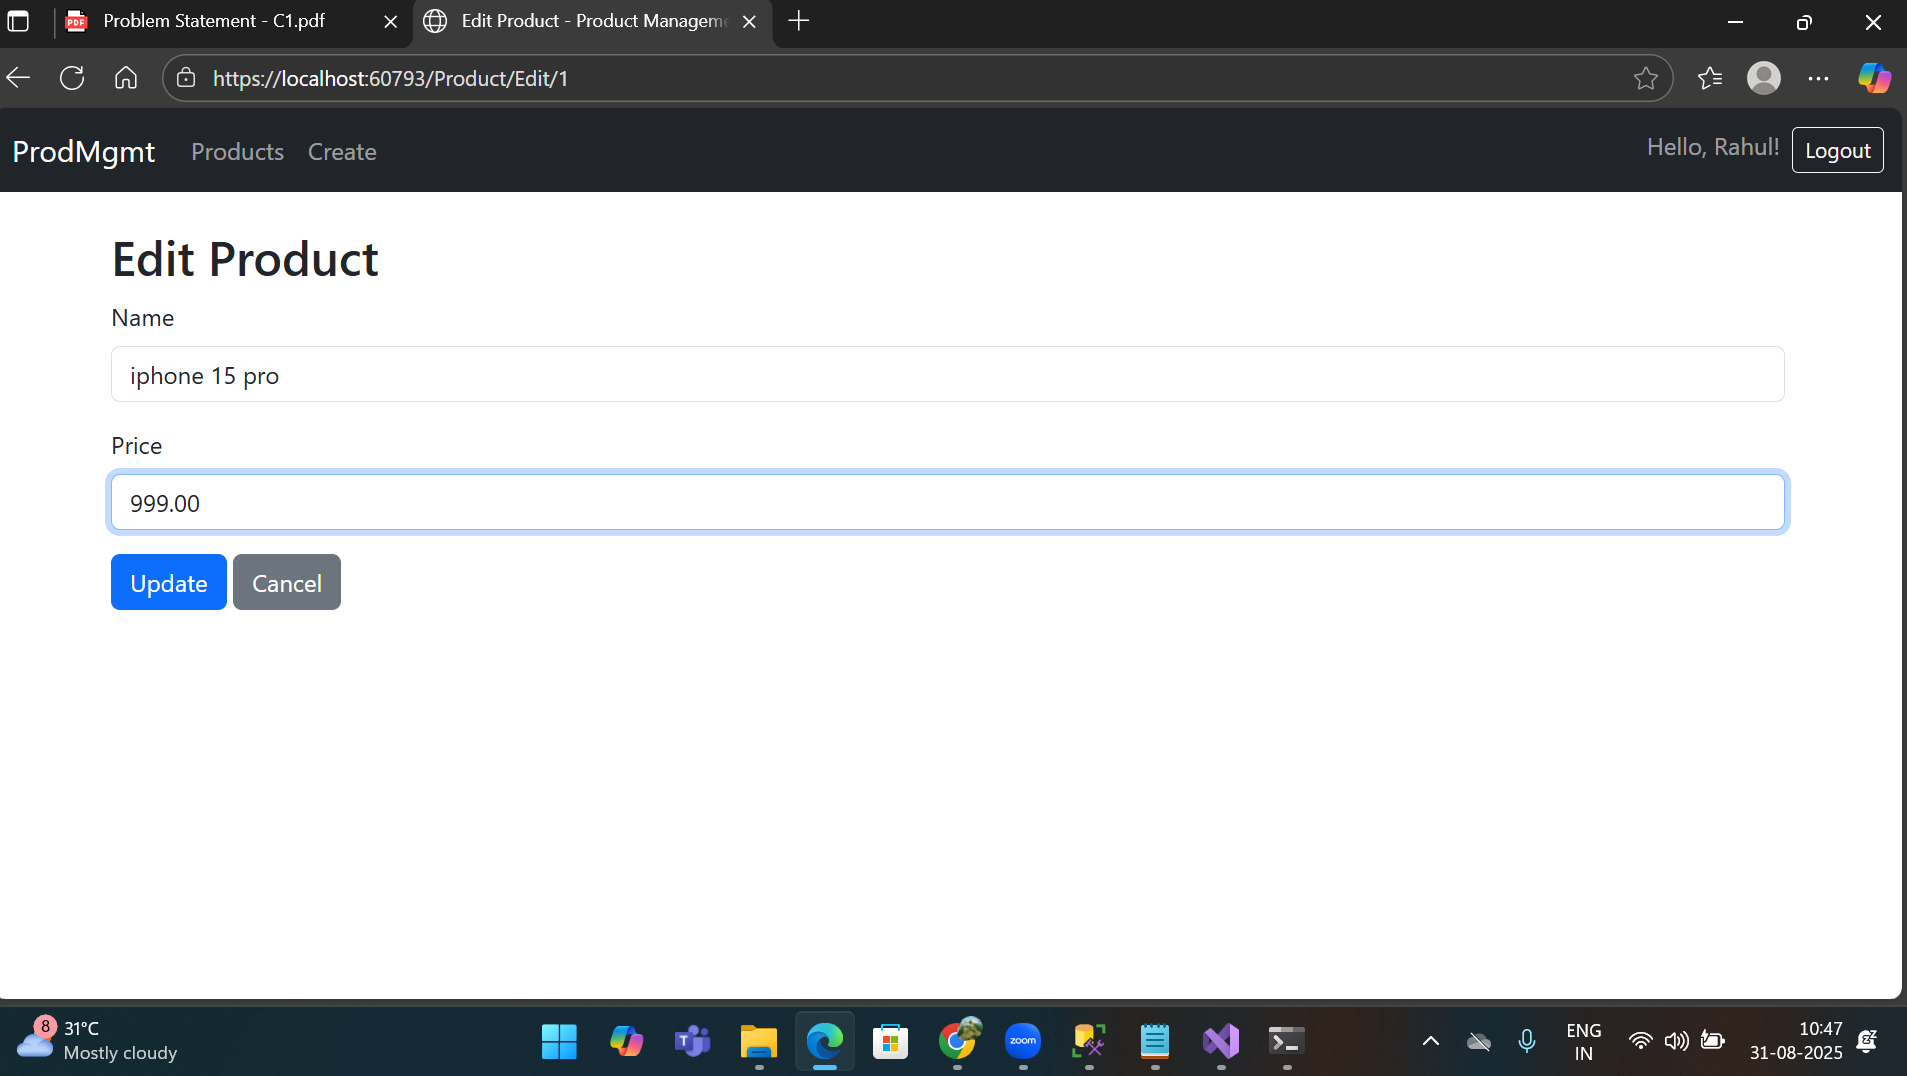 Problem Statement - C1.pdf
Edit Product - Product Managem
https://localhost:60793/Product/Edit/1
ProdMgmt
Products
Create
Hello, Rahul!
Logout
Edit Product
Name
iphone 15 pro
Price
999.00
Update
Cancel
8
31°C
Mostly cloudy
zoom
ENG
IN
10:47
31-08-2025